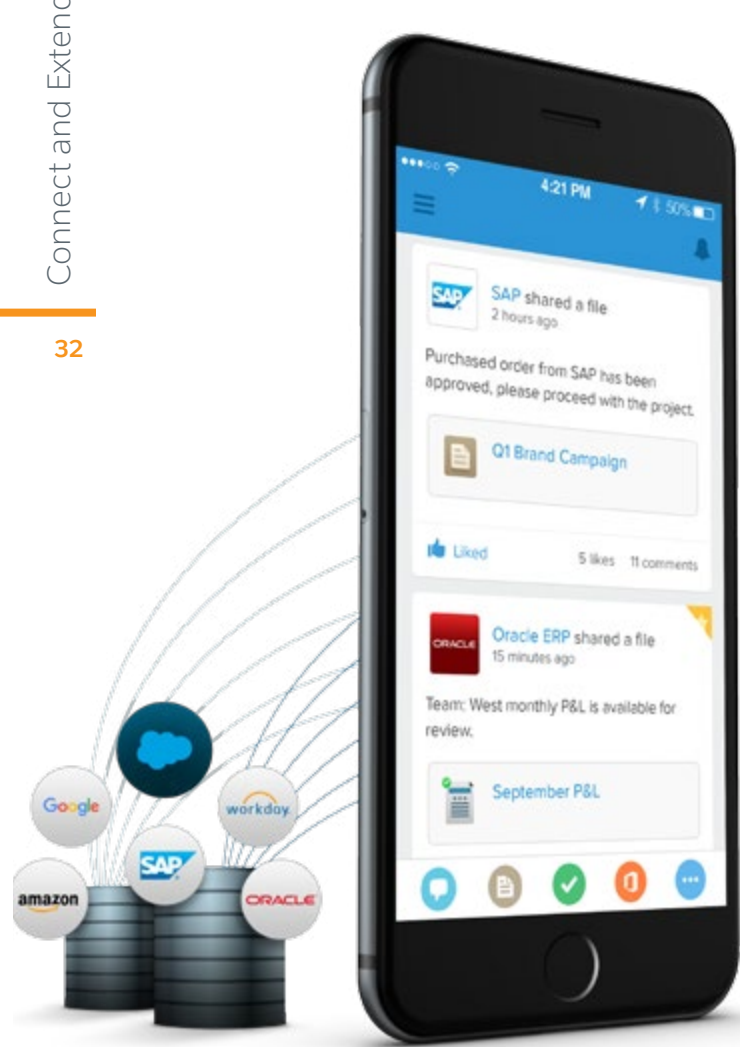 Connect and Extend
32
4:21 PM
50%
SAP
SAP shared a file
2 hours ago
Purchased order from SAP has been
approved, please proceed with the project.
Q1 Brand Campaign
Liked
5 likes
11 comments
ORACLE
Oracle ERP shared a file
15 minutes ago
Team: West monthly P&L is available for
review.
September P&L
Google
workday.
SAP
amazon
ORACLE